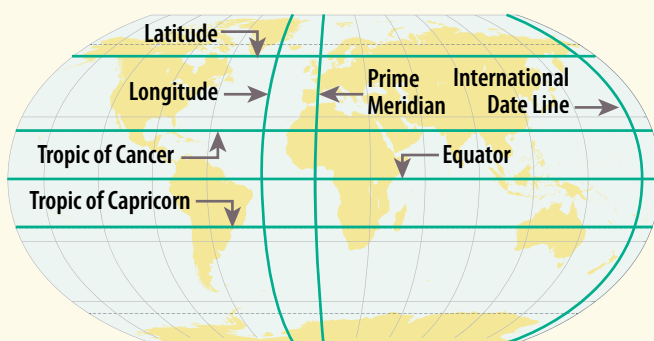 Latitude
Longitude
Prime
Meridian
International
Date Line
Tropic of Cancer
Equator
Tropic of Capricorn